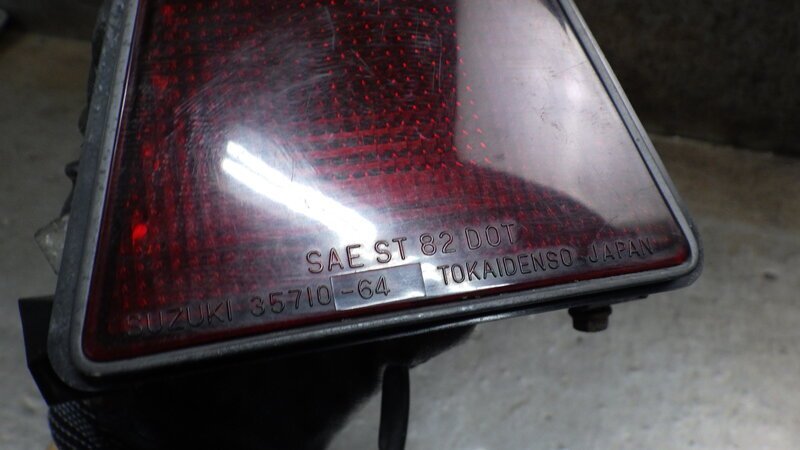 SAE ST 82 DOT
SUZUKI 35710-64 TOKAIDENSO JAPAN